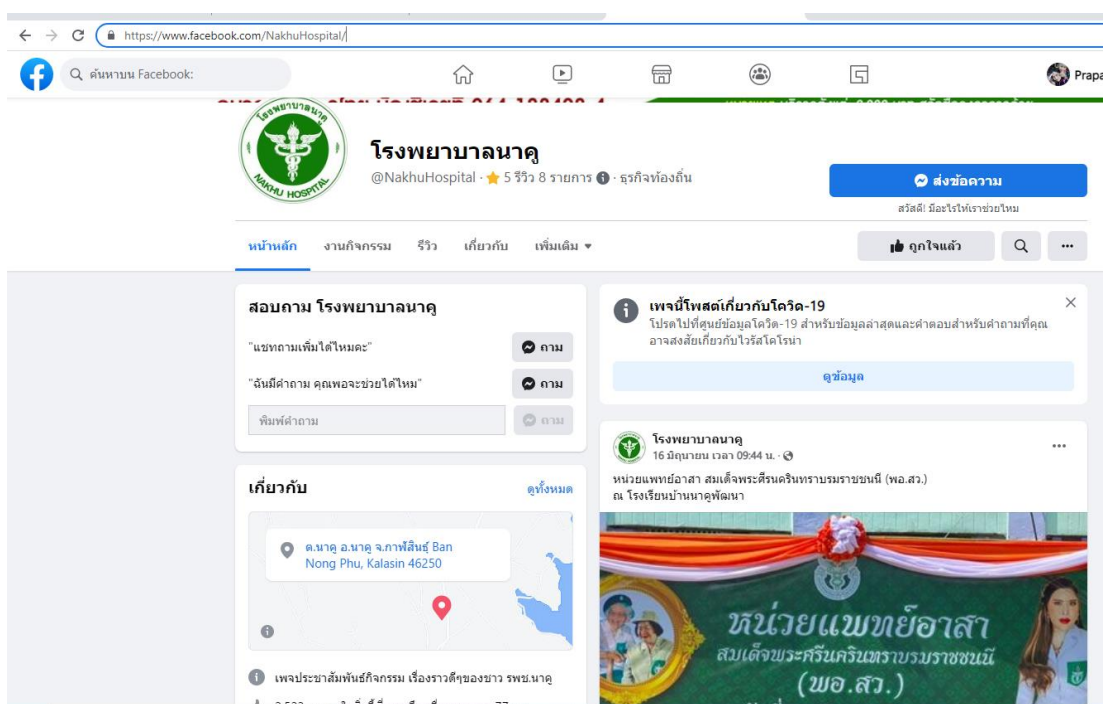 https://www.facebook.com/NakhuHospital/
ค้นหาบน Facebook:
Prapa
โรงพยาบาลนาคู
NAKHU HOSPITAL
โรงพยาบาลนาคู
@NakhuHospital · 5 รีวิว 8 รายการ · ธุรกิจท้องถิ่น
ส่งข้อความ
สวัสดี! มีอะไรให้เราช่วยไหม
หน้าหลัก งานกิจกรรม รีวิว เกี่ยวกับ เพิ่มเติม
ถูกใจแล้ว
สอบถาม โรงพยาบาลนาคู
"แชทถามเพิ่มได้ไหมคะ"
ถาม
"ฉันมีคำถาม คุณพอจะช่วยได้ไหม"
ถาม
พิมพ์คำถาม
ถาม
เกี่ยวกับ
ดูทั้งหมด
ต.นาคู อ.นาคู จ.กาฬสินธุ์ Ban
Nong Phu, Kalasin 46250
เพจประชาสัมพันธ์กิจกรรม เรื่องราวดีๆของชาว รพช.นาคู
เพจนี้โพสต์เกี่ยวกับโควิด-19
โปรดไปที่ศูนย์ข้อมูลโควิด-19 สำหรับข้อมูลล่าสุดและคำตอบสำหรับคำถามที่คุณ
อาจสงสัยเกี่ยวกับไวรัสโคโรน่า
ดูข้อมูล
โรงพยาบาลนาคู
16 มิถุนายน เวลา 09:44 น. ·
หน่วยแพทย์อาสา สมเด็จพระศรีนครินทราบรมราชชนนี (พอ.สว.)
ณ โรงเรียนบ้านนาคูพัฒนา
หน่วยแพทย์อาสา
สมเด็จพระศรีนครินทราบรมราชชนนี
(พอ.สว.)